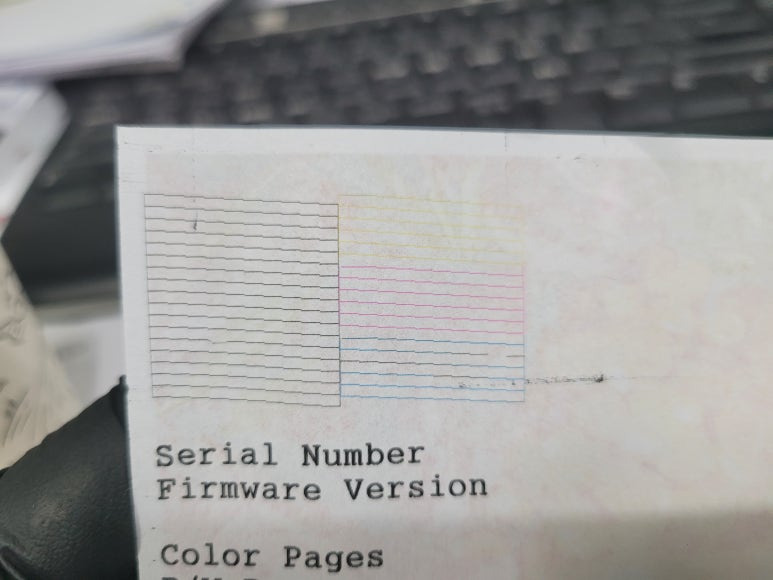 Serial Number
Firmware Version
Color Pages